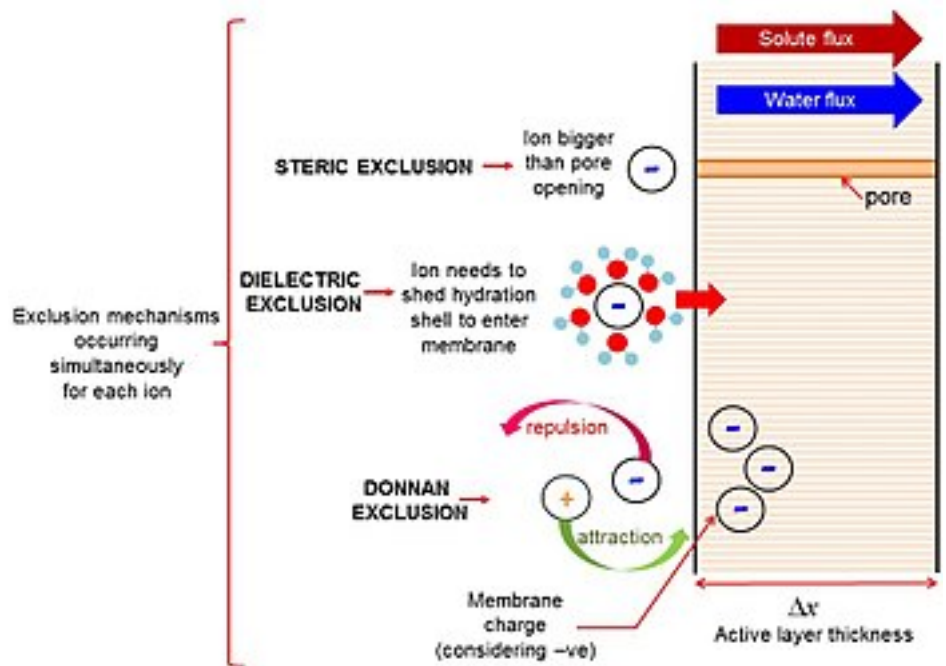 Solute flux
Water flux
STERIC EXCLUSION
Ion bigger
than pore
opening
-
pore
DIELECTRIC
EXCLUSION
Ion needs to
shed hydration
shell to enter
membrane
-
Exclusion mechanisms
occurring
simultaneously
for each ion
repulsion
DONNAN
EXCLUSION
+
-
attraction
-
-
-
Membrane
charge
(considering –ve)
Δx
Active layer thickness